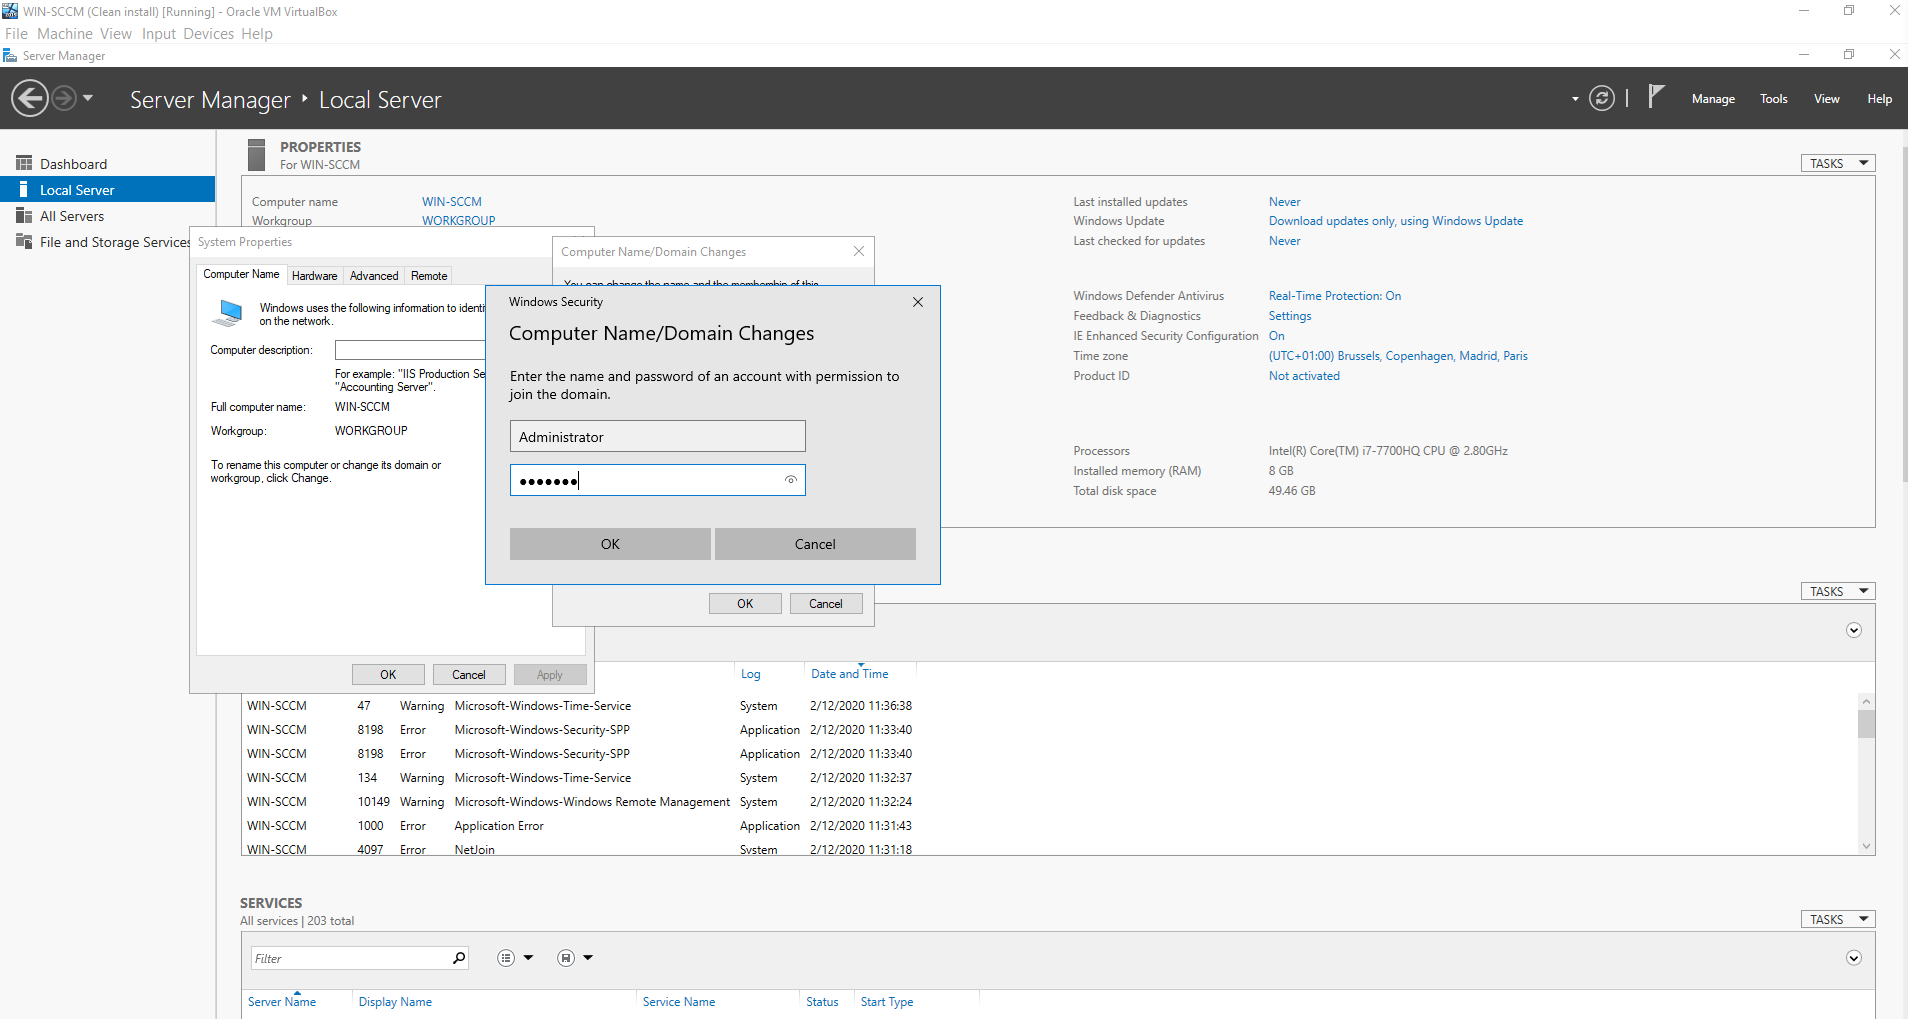 WIN-SCCM (Clean install) [Running] - Oracle VM VirtualBox
File Machine View Input Devices Help
Server Manager
Server Manager ‣ Local Server
Manage Tools View Help
Dashboard
Local Server
All Servers
File and Storage Services
PROPERTIES
For WIN-SCCM
TASKS
Computer name WIN-SCCM
Workgroup WORKGROUP
Last installed updates Never
Windows Update Download updates only, using Windows Update
Last checked for updates Never
Windows Defender Antivirus Real-Time Protection: On
Feedback & Diagnostics Settings
IE Enhanced Security Configuration On
Time zone (UTC+01:00) Brussels, Copenhagen, Madrid, Paris
Product ID Not activated
Processors Intel(R) Core(TM) i7-7700HQ CPU @ 2.80GHz
Installed memory (RAM) 8 GB
Total disk space 49.46 GB
System Properties
Computer Name Hardware Advanced Remote
Windows uses the following information to
on the network.
Computer description:
For example: "IIS Production
"Accounting Server".
Full computer name: WIN-SCCM
Workgroup: WORKGROUP
To rename this computer or change its domain or
workgroup, click Change.
OK Cancel Apply
Computer Name/Domain Changes
You can change the name and the membership of this
OK Cancel
Windows Security
Computer Name/Domain Changes
Enter the name and password of an account with permission to
join the domain.
Administrator
●●●●●●●
OK Cancel
TASKS
Log Date and Time
WIN-SCCM 47 Warning Microsoft-Windows-Time-Service System 2/12/2020 11:36:38
WIN-SCCM 8198 Error Microsoft-Windows-Security-SPP Application 2/12/2020 11:33:40
WIN-SCCM 8198 Error Microsoft-Windows-Security-SPP Application 2/12/2020 11:33:40
WIN-SCCM 134 Warning Microsoft-Windows-Time-Service System 2/12/2020 11:32:37
WIN-SCCM 10149 Warning Microsoft-Windows-Windows Remote Management System 2/12/2020 11:32:24
WIN-SCCM 1000 Error Application Error Application 2/12/2020 11:31:43
WIN-SCCM 4097 Error NetJoin System 2/12/2020 11:31:18
SERVICES
All services | 203 total
TASKS
Filter
Server Name Display Name Service Name Status Start Type